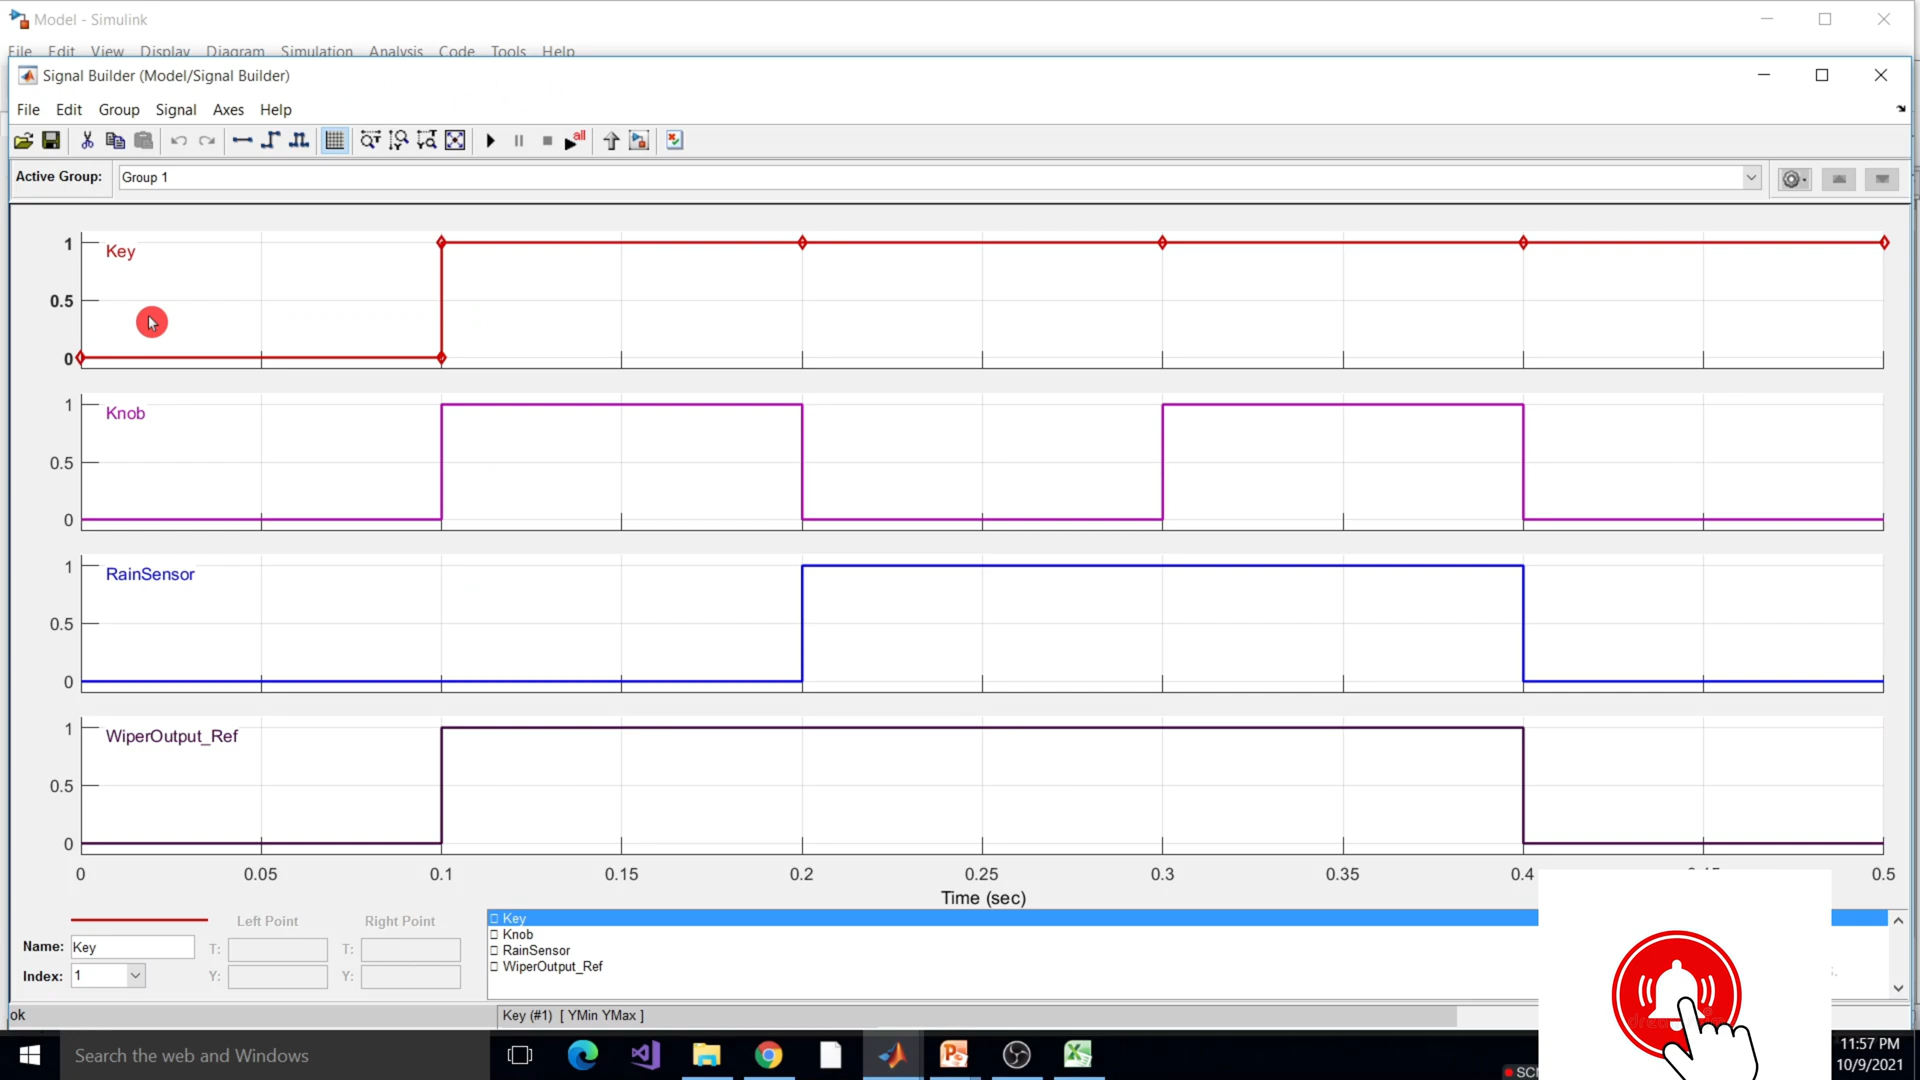 Model - Simulink
File Edit View Display Diagram Simulation Analysis Code Tools Help
Signal Builder (Model/Signal Builder)
File Edit Group Signal Axes Help
all
Active Group: Group 1
1
Key
0.5
0
1
Knob
0.5
0
1
RainSensor
0.5
0
1
WiperOutput_Ref
0.5
0
0 0.05 0.1 0.15 0.2 0.25 0.3 0.35 0.4 0.5
Time (sec)
Left Point Right Point
Name: Key T: T:
Index: 1 Y: Y:
Key
Knob
RainSensor
WiperOutput_Ref
ok
Key (#1) [ YMin YMax ]
Search the web and Windows
11:57 PM
10/9/2021